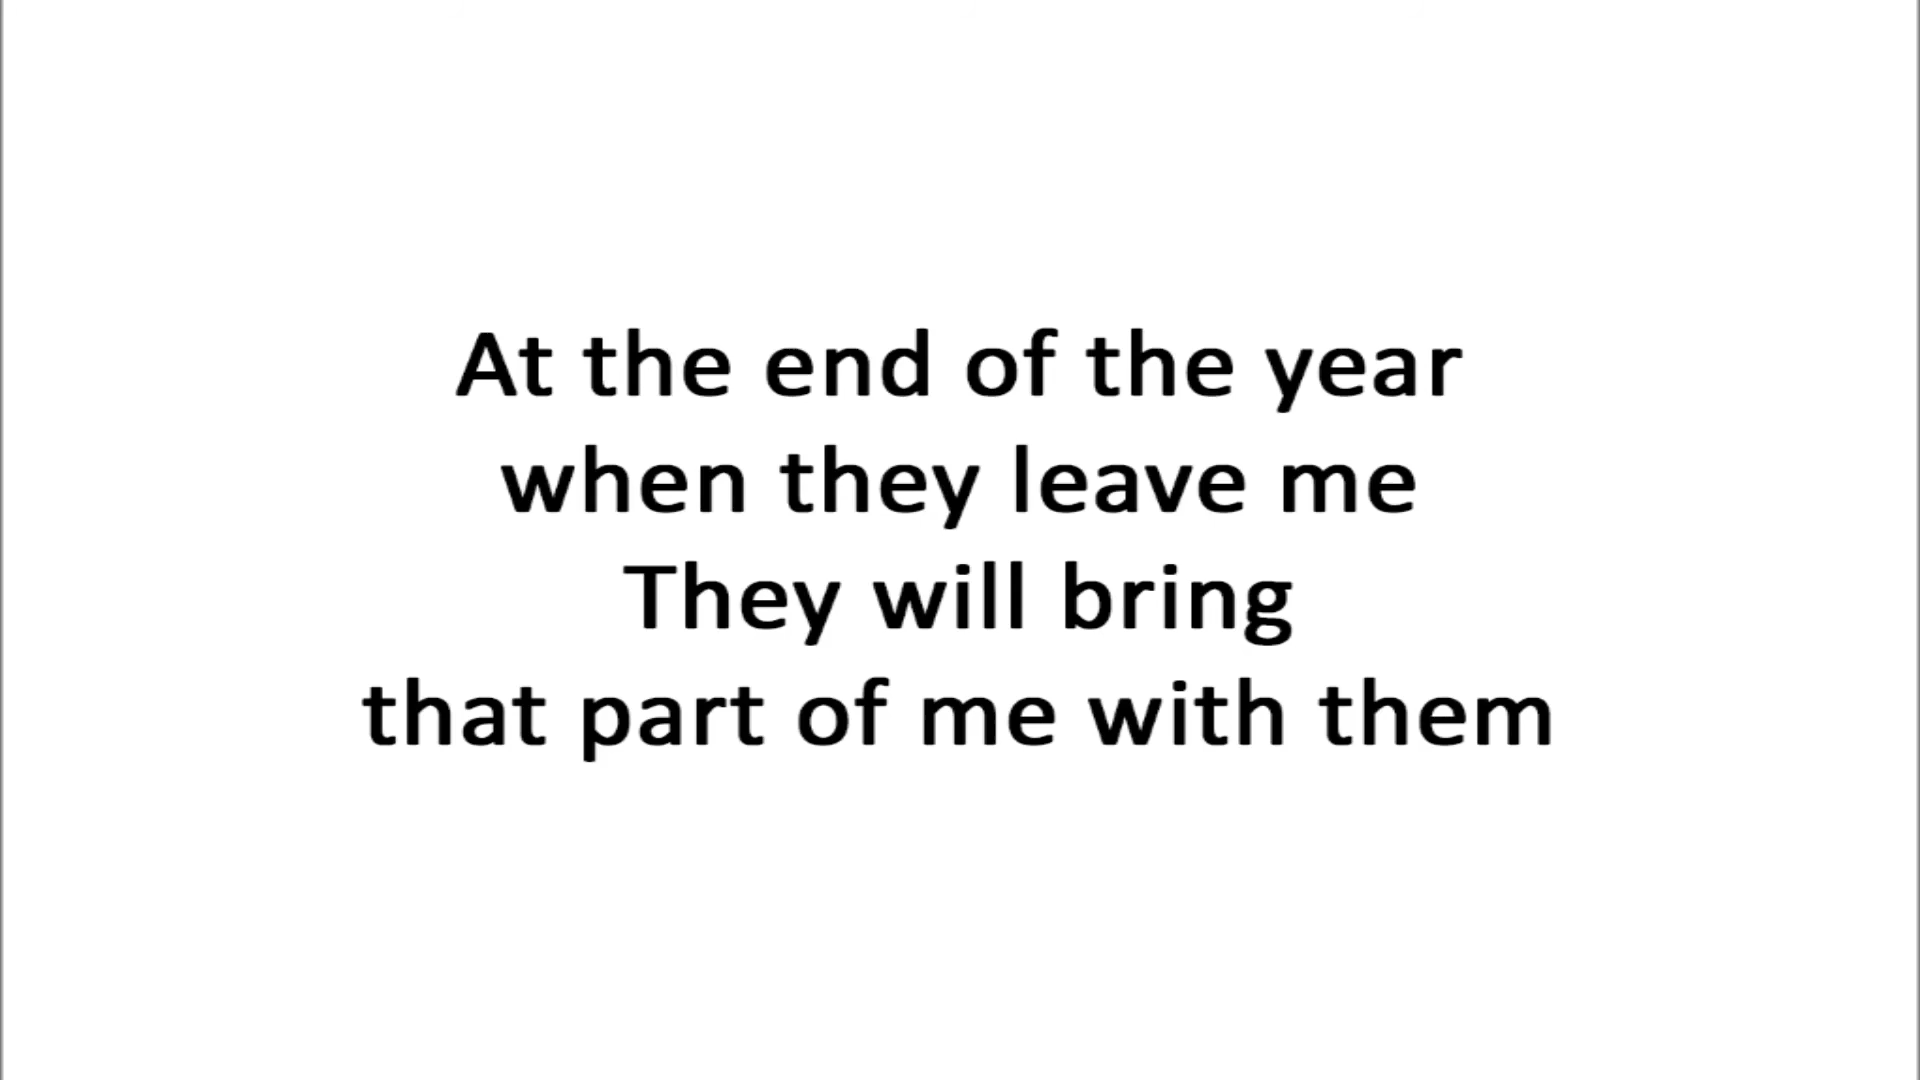 At the end of the year
when they leave me
They will bring
that part of me with them